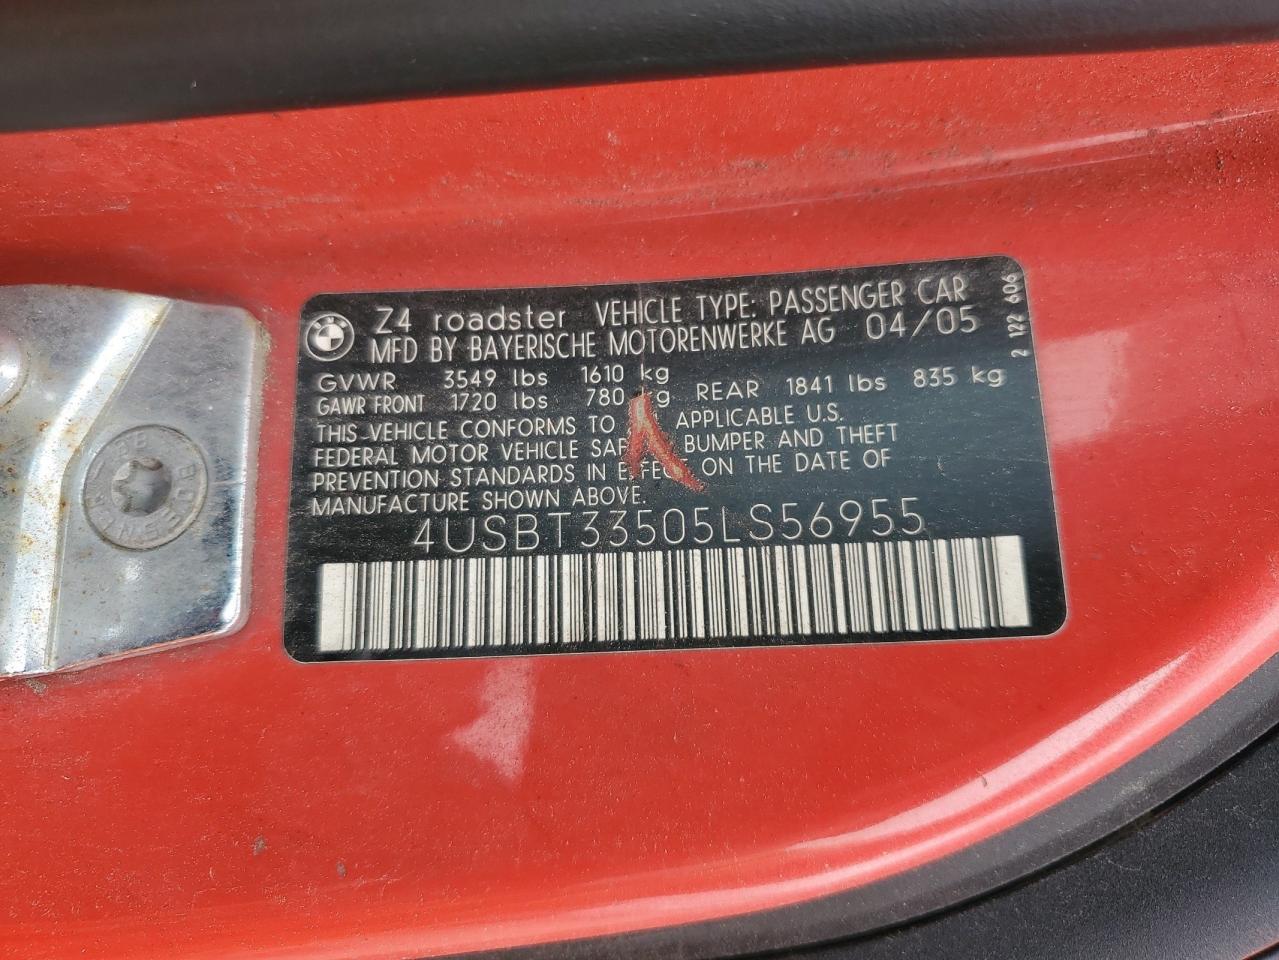 Z4 roadster VEHICLE TYPE: PASSENGER CAR
MFD BY BAYERISCHE MOTORENWERKE AG 04/05
GVWR 3549 lbs 1610 kg
GAWR FRONT 1720 lbs 780 kg REAR 1841 lbs 835 kg
THIS VEHICLE CONFORMS TO APPLICABLE U.S.
FEDERAL MOTOR VEHICLE BUMPER AND THEFT
PREVENTION STANDARDS IN EFFECT ON THE DATE OF
MANUFACTURE SHOWN ABOVE.
4USBT33505LS56955
2 122 606